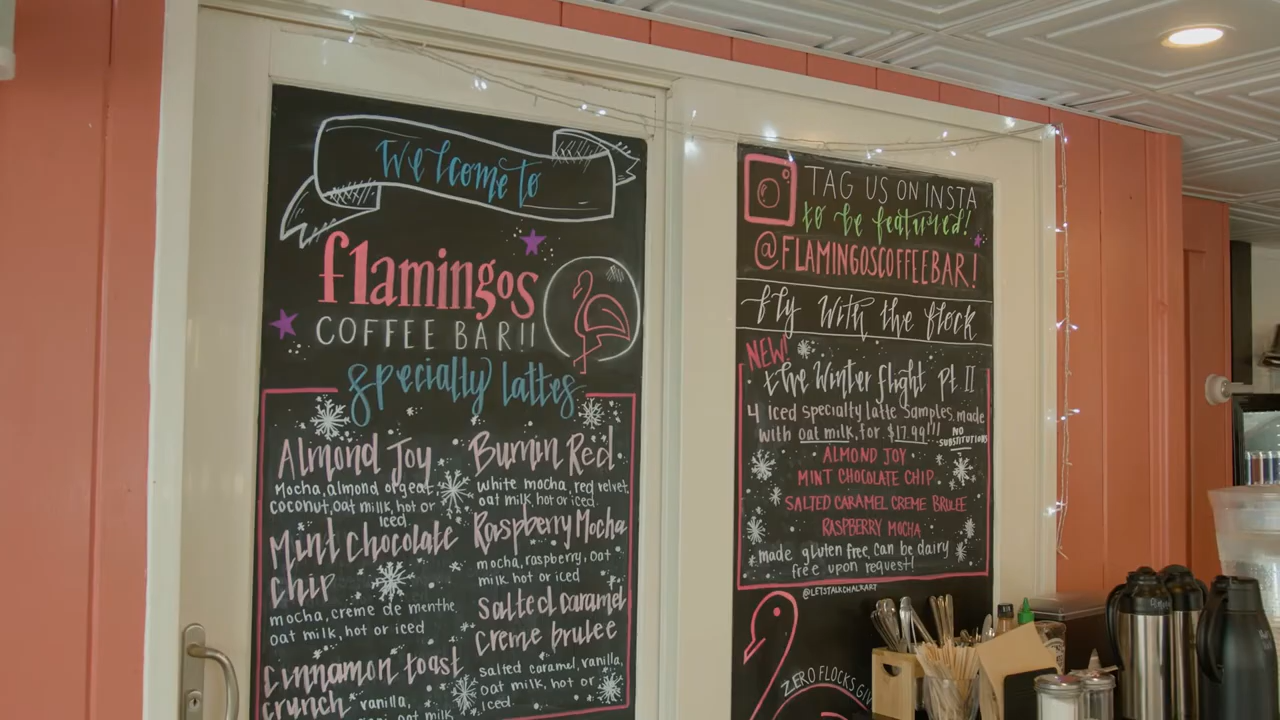 Welcome to
flamingos
COFFEE BAR!!
specialty lattes
Almond Joy
Mocha, almond orgeat,
coconut, oat milk, hot or
iced
Mint Chocolate
Chip
mocha, creme de menthe,
oat milk, hot or iced
Cinnamon toast
crunch
vanilla,
oat milk
Burnin Red
white mocha, red velvet,
oat milk, hot or iced
Raspberry Mocha
mocha, raspberry, oat
milk, hot or iced
salted caramel
creme brulee
salted caramel, vanilla,
oat milk, hot or
iced.
TAG US ON INSTA
to be featured!
@FLAMINGOSCOFFEEBAR!
fly with the flock
NEW!
the Winter flight pt II
4 Iced specialty latte samples, made
with oat milk, for $17.99!!!
NO
SUBSTITUTIONS
ALMOND JOY
MINT CHOCOLATE CHIP
SALTED CARAMEL CREME BRULEE
RASPBERRY MOCHA
made gluten free, can be dairy
free upon request!
@LETSTALKCHALKART
ZERO FLOCKS GIV